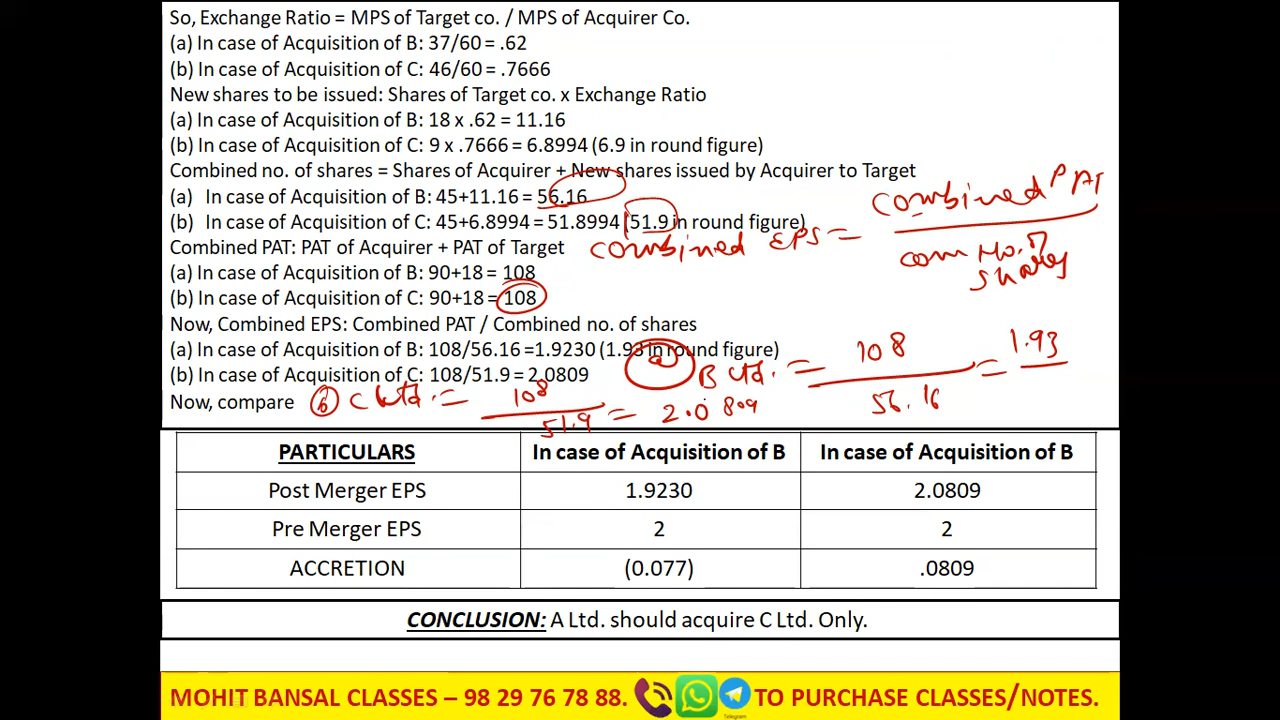 So, Exchange Ratio = MPS of Target co. / MPS of Acquirer Co.
(a) In case of Acquisition of B: 37/60 = .62
(b) In case of Acquisition of C: 46/60 = .7666
New shares to be issued: Shares of Target co. x Exchange Ratio
(a) In case of Acquisition of B: 18 x .62 = 11.16
(b) In case of Acquisition of C: 9 x .7666 = 6.8994 (6.9 in round figure)
Combined no. of shares = Shares of Acquirer + New shares issued by Acquirer to Target
(a) In case of Acquisition of B: 45+11.16 = 56.16
(b) In case of Acquisition of C: 45+6.8994 = 51.8994 (51.9 in round figure)
combined EPS = combined PAT
com No. of
shares
Combined PAT: PAT of Acquirer + PAT of Target
(a) In case of Acquisition of B: 90+18 = 108
(b) In case of Acquisition of C: 90+18 = 108
Now, Combined EPS: Combined PAT / Combined no. of shares
(a) In case of Acquisition of B: 108/56.16 =1.9230 (1.93 in round figure)
(b) In case of Acquisition of C: 108/51.9 = 2.0809
(a) B Ltd. = 108 = 1.93
56.16
Now, compare
(b) C Ltd. = 108 = 2.0809
51.9
PARTICULARS In case of Acquisition of B In case of Acquisition of B
Post Merger EPS 1.9230 2.0809
Pre Merger EPS 2 2
ACCRETION (0.077) .0809
CONCLUSION: A Ltd. should acquire C Ltd. Only.
MOHIT BANSAL CLASSES – 98 29 76 78 88. TO PURCHASE CLASSES/NOTES.
Telegram